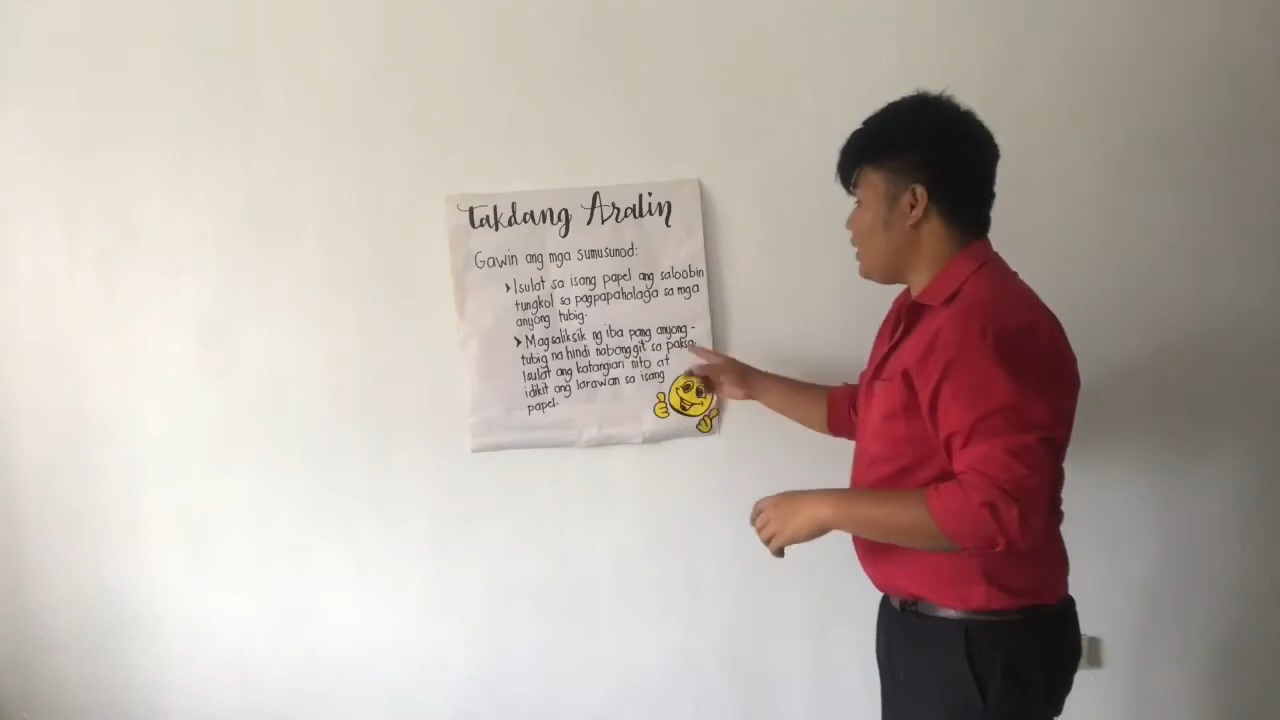 Takdang Aralin
Gawin ang mga sumusunod:
➤ Isulat sa isang papel ang saloobin
tungkol sa pagpapahalaga sa mga
anyong tubig.
➤ Magsaliksik ng iba pang anyong-
tubig na hindi nabanggit sa paksa.
Isulat ang katangian nito at
idikit ang larawan sa isang
papel.